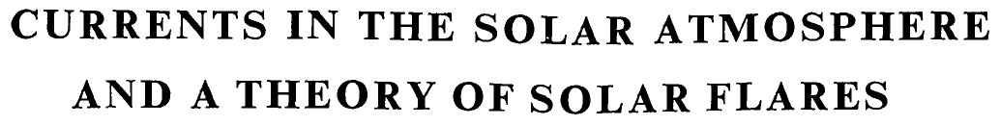 CURRENTS IN THE SOLAR ATMOSPHERE
AND A THEORY OF SOLAR FLARES